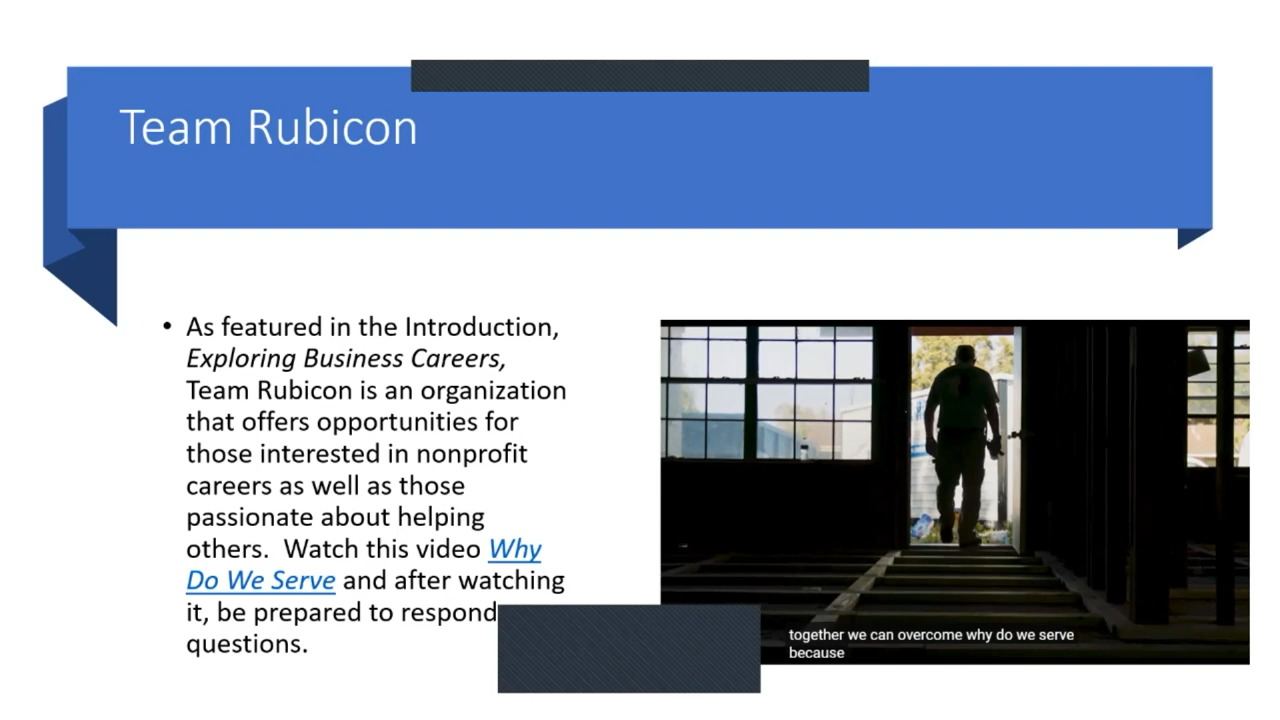 Team Rubicon
• As featured in the Introduction,
Exploring Business Careers,
Team Rubicon is an organization
that offers opportunities for
those interested in nonprofit
careers as well as those
passionate about helping
others.  Watch this video Why
Do We Serve and after watching
it, be prepared to respond
questions.
together we can overcome why do we serve
because